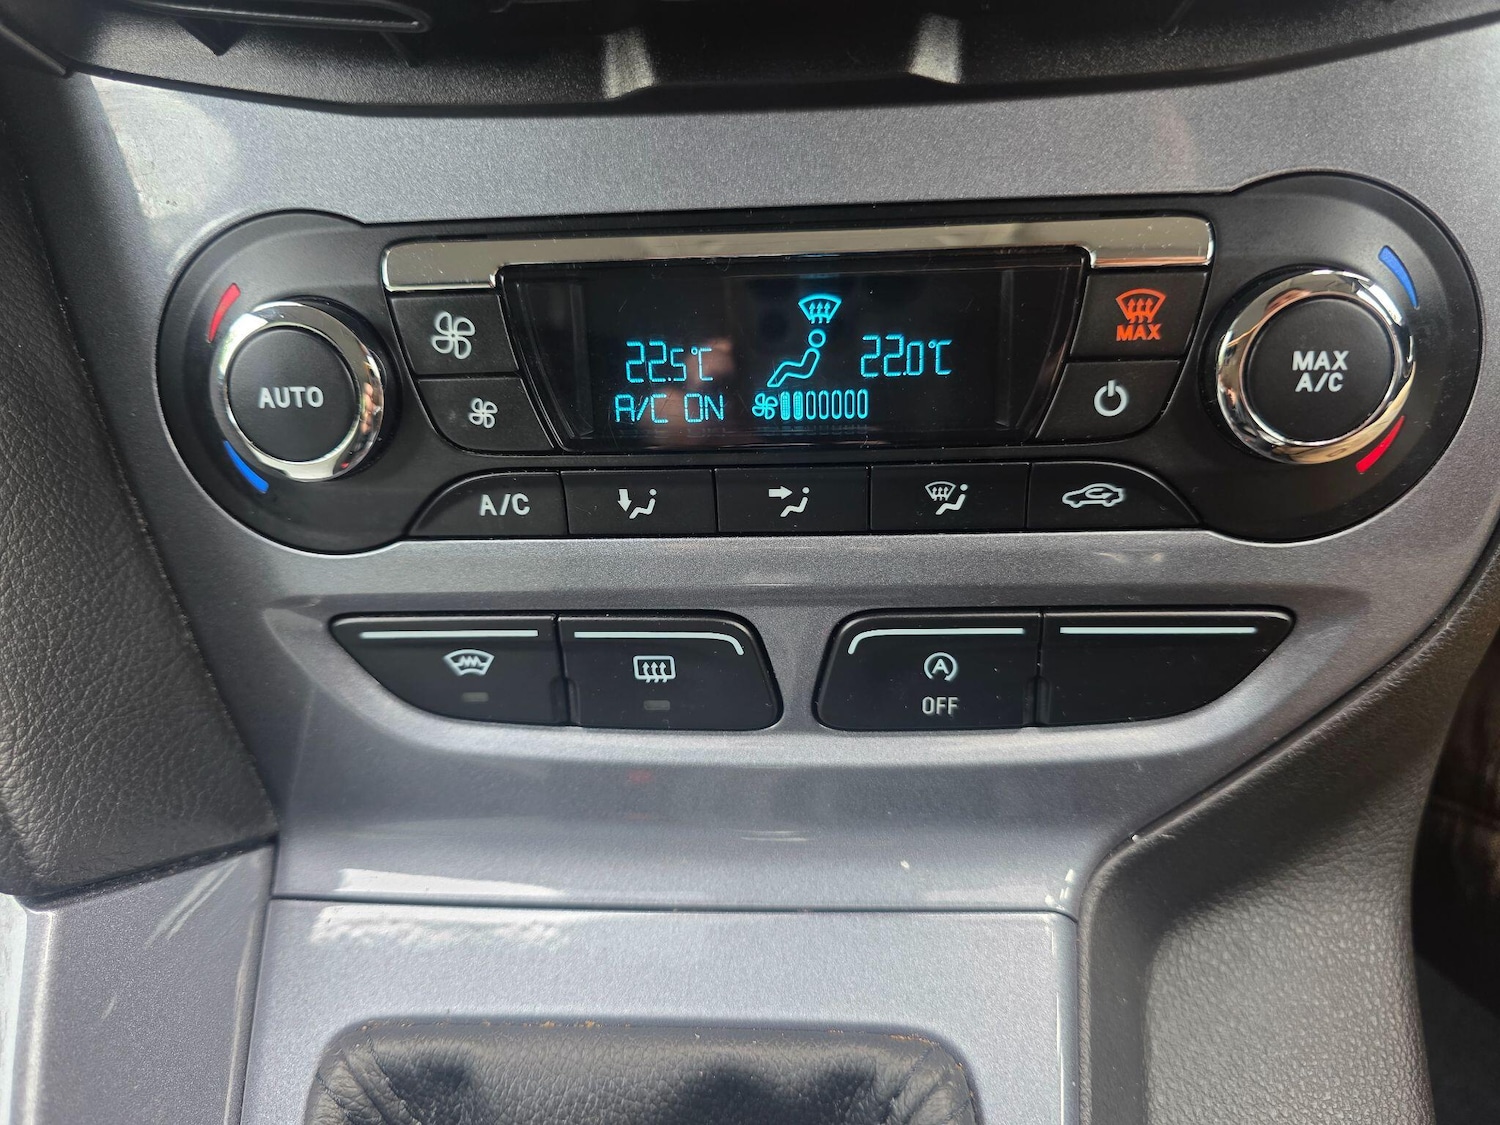 AUTO
22.5°C
22.0°C
A/C ON
MAX
MAX
A/C
A/C
A
OFF